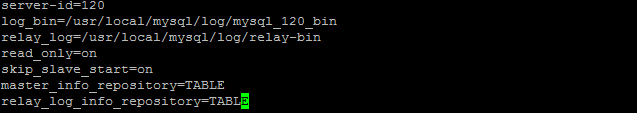 server-id=120
log_bin=/usr/local/mysql/log/mysql_120_bin
relay_log=/usr/local/mysql/log/relay-bin
read_only=on
skip_slave_start=on
master_info_repository=TABLE
relay_log_info_repository=TABLE